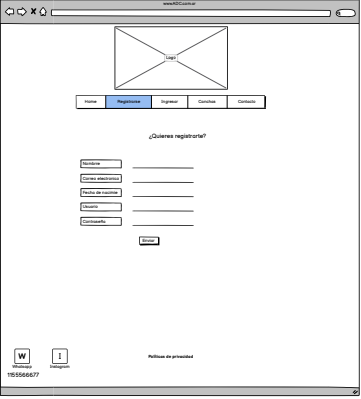 www.ADC.com.ar
Logo
Home Registrarse Ingresar Canchas Contacto
¿Quieres registrarte?
Nombre
Correo electronico
Fecha de nacimie
Usuario
Contraseña
Enviar
W I
Whatsapp Instagram
1155566677
Políticas de privacidad